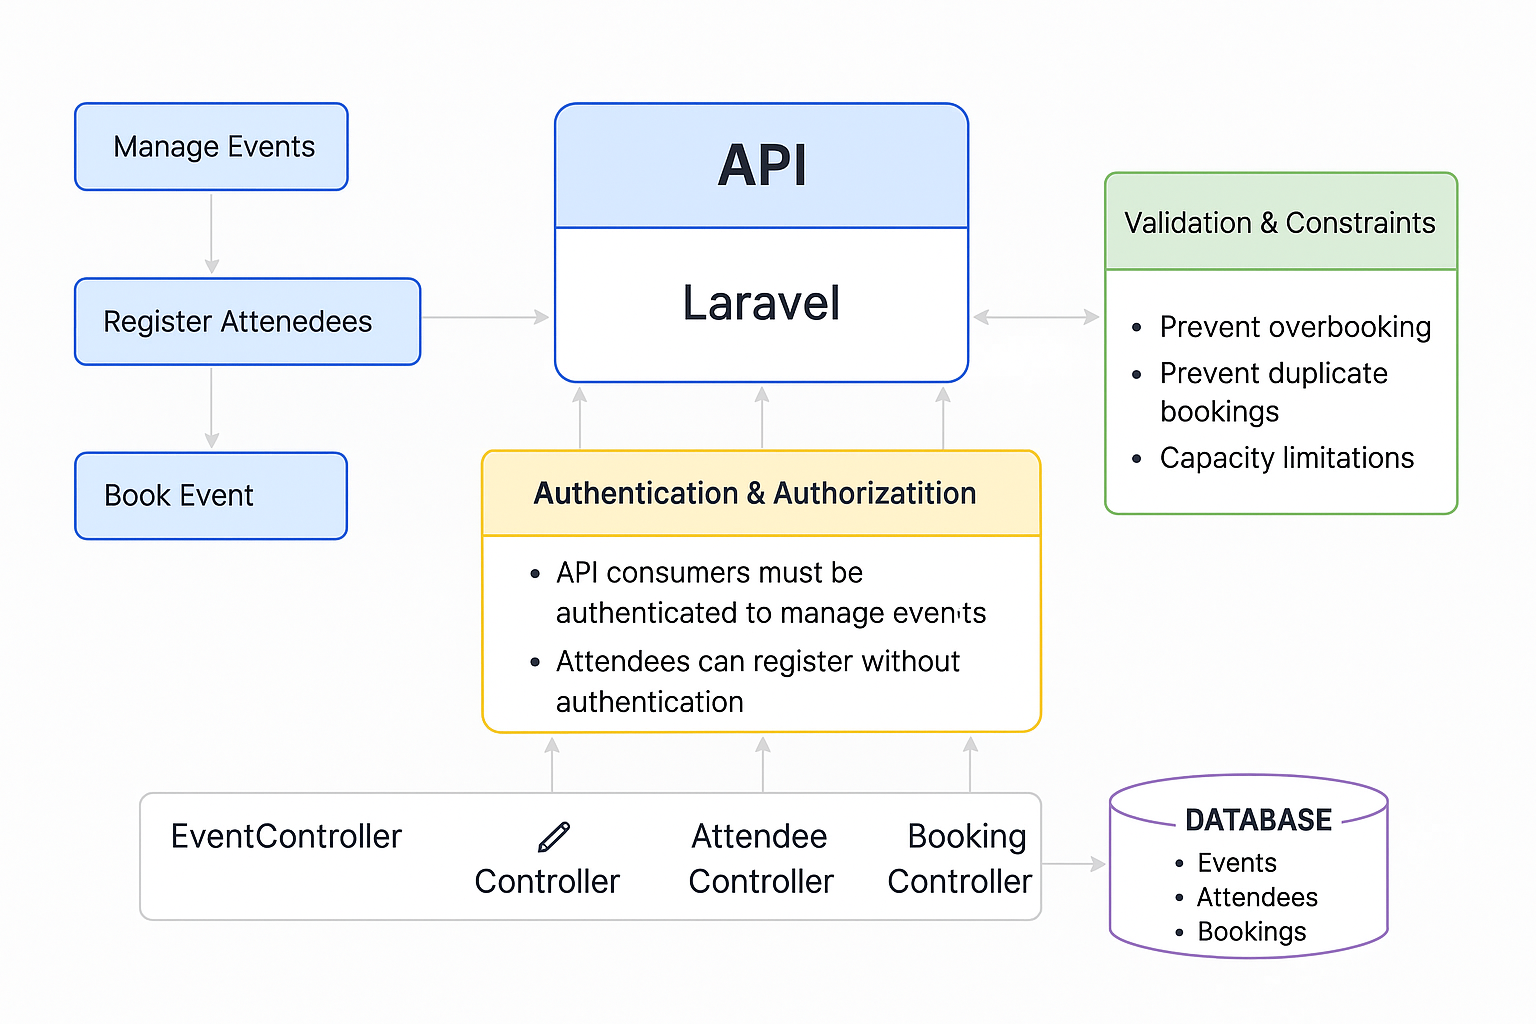 Manage Events
Register Attenedees
Book Event
API
Laravel
Validation & Constraints
• Prevent overbooking
• Prevent duplicate
bookings
• Capacity limitations
Authentication & Authorizatition
• API consumers must be
authenticated to manage events
• Attendees can register without
authentication
EventController
Controller
Attendee
Controller
Booking
Controller
DATABASE
• Events
• Attendees
• Bookings